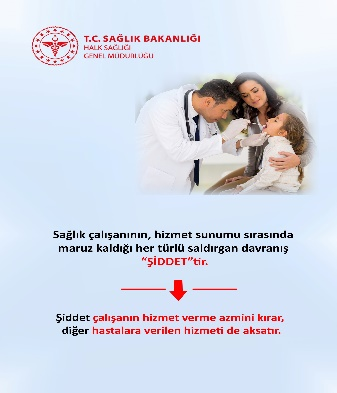 T.C. SAĞLIK BAKANLIĞI
HALK SAĞLIĞI
GENEL MÜDÜRLÜĞÜ
Sağlık çalışanının, hizmet sunumu sırasında
maruz kaldığı her türlü saldırgan davranış
“ŞİDDET”tir.
Şiddet çalışanın hizmet verme azmini kırar,
diğer hastalara verilen hizmeti de aksatır.